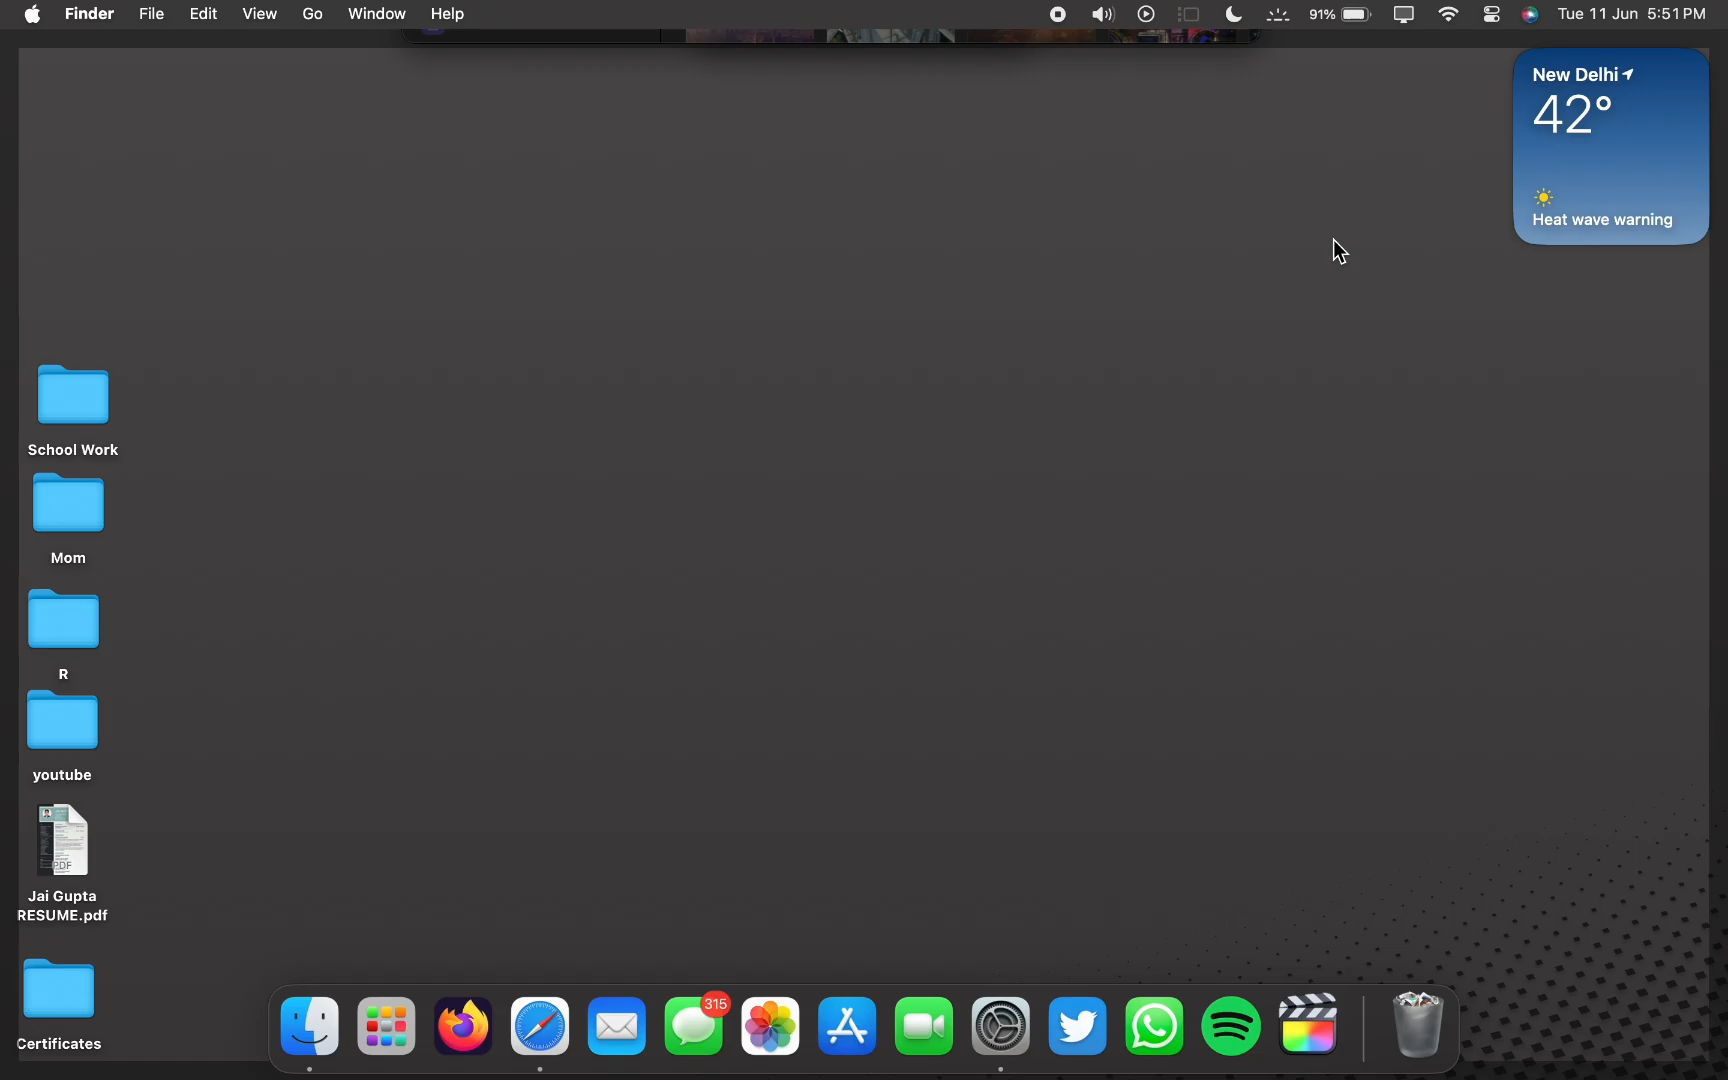 Finder File Edit View Go Window Help 91% Tue 11 Jun 5:51 PM
New Delhi
42°
Heat wave warning
School Work
Mom
R
youtube
PDF
Jai Gupta
RESUME.pdf
Certificates
315